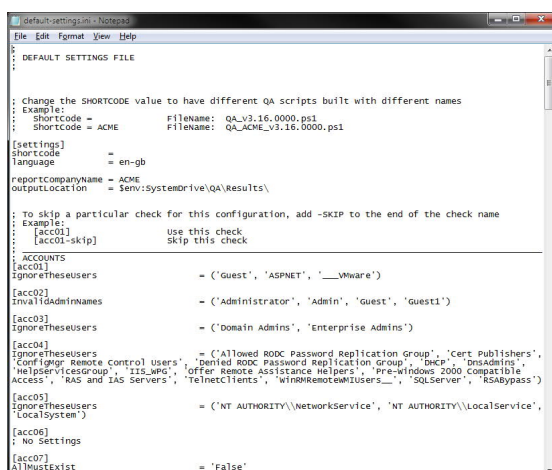 default-settings.ini - Notepad
File Edit Format View Help
;
; DEFAULT SETTINGS FILE
;
; Change the SHORTCODE value to have different QA scripts built with different names
; Example:
;    ShortCode =             FileName:  QA_v3.16.0000.ps1
;    ShortCode = ACME        FileName:  QA_ACME_v3.16.0000.ps1
[settings]
shortcode          =
language           = en-gb
reportCompanyName = ACME
outputLocation    = $env:SystemDrive\QA\Results\
; To skip a particular check for this configuration, add -SKIP to the end of the check name
; Example:
;    [acc01]                 Use this check
;    [acc01-skip]            Skip this check
;
; ACCOUNTS
[acc01]
IgnoreTheseUsers                  = ('Guest', 'ASPNET', '___VMware')
[acc02]
InvalidAdminNames                 = ('Administrator', 'Admin', 'Guest', 'Guest1')
[acc03]
IgnoreTheseUsers                  = ('Domain Admins', 'Enterprise Admins')
[acc04]
IgnoreTheseUsers                  = ('Allowed RODC Password Replication Group', 'Cert Publishers',
'ConfigMgr Remote Control Users', 'Denied RODC Password Replication Group', 'DHCP', 'DnsAdmins',
'HelpServicesGroup', 'IIS_WPG', 'Offer Remote Assistance Helpers', 'Pre-Windows 2000 Compatible
Access', 'RAS and IAS Servers', 'TelnetClients', 'WinRMRemoteWMIUsers__', 'SQLServer', 'RSABypass')
[acc05]
IgnoreTheseUsers                  = ('NT AUTHORITY\\NetworkService', 'NT AUTHORITY\\LocalService',
'LocalSystem')
[acc06]
; No Settings
[acc07]
AllMustExist                      = 'False'